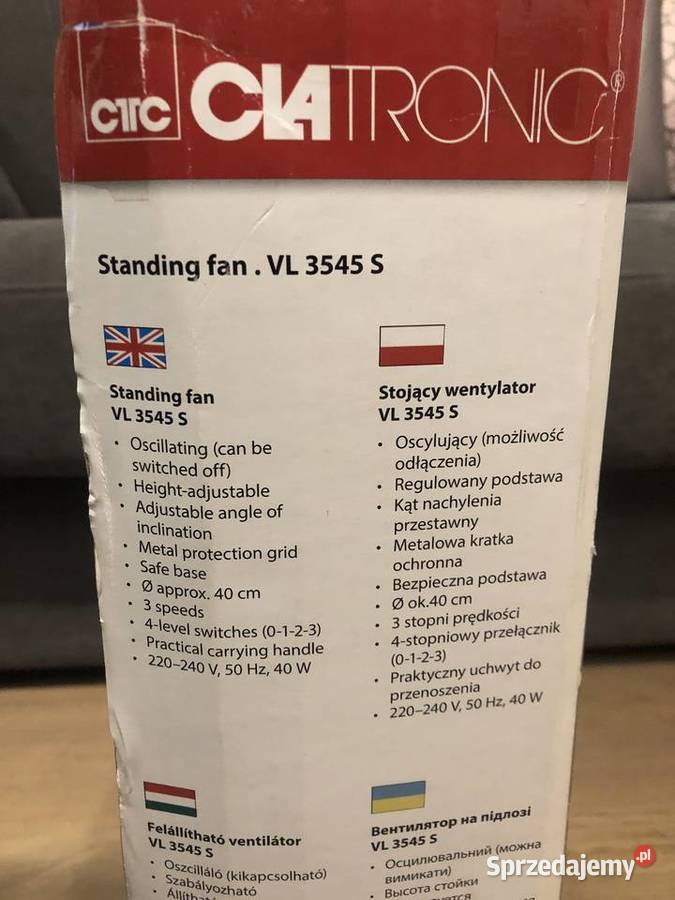 CTC CLATRONIC®
Standing fan . VL 3545 S
Standing fan
VL 3545 S
• Oscillating (can be
switched off)
• Height-adjustable
• Adjustable angle of
inclination
• Metal protection grid
• Safe base
• Ø approx. 40 cm
• 3 speeds
• 4-level switches (0-1-2-3)
• Practical carrying handle
• 220–240 V, 50 Hz, 40 W
Stojący wentylator
VL 3545 S
• Oscylujący (możliwość
odłączenia)
• Regulowany podstawa
• Kąt nachylenia
przestawny
• Metalowa kratka
ochronna
• Bezpieczna podstawa
• Ø ok.40 cm
• 3 stopni prędkości
• 4-stopniowy przełącznik
(0-1-2-3)
• Praktyczny uchwyt do
przenoszenia
• 220–240 V, 50 Hz, 40 W
Felállítható ventilátor
VL 3545 S
• Oszcilláló (kikapcsolható)
• Szabályozható
Вентилятор на підлозі
VL 3545 S
• Осцилювальний (можна
вимикати)
• Высота стойки
Sprzedajemy.pl